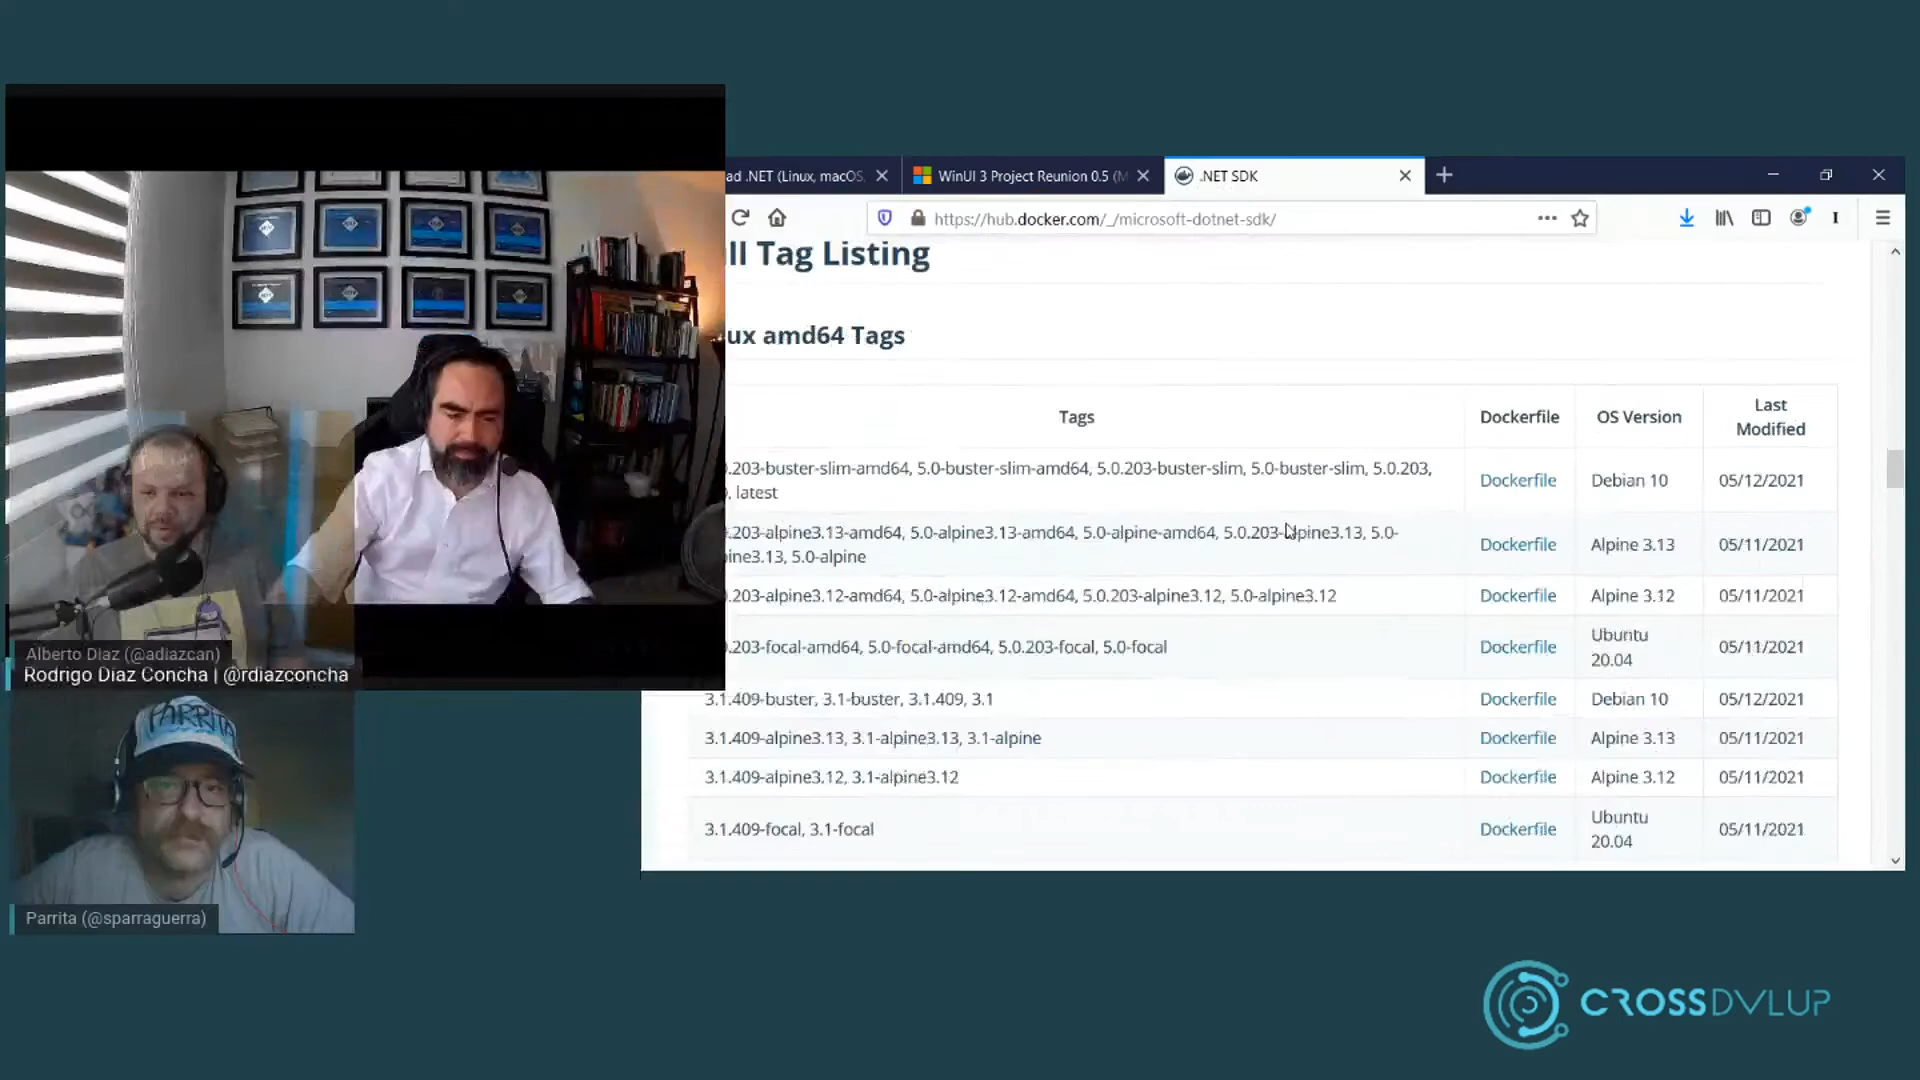 ad .NET (Linux, macOS,
WinUI 3 Project Reunion 0.5 (M
.NET SDK
https://hub.docker.com/_/microsoft-dotnet-sdk/
ll Tag Listing
ux amd64 Tags
Tags
Dockerfile
OS Version
Last
Modified
.203-buster-slim-amd64, 5.0-buster-slim-amd64, 5.0.203-buster-slim, 5.0-buster-slim, 5.0.203,
, latest
Dockerfile
Debian 10
05/12/2021
.203-alpine3.13-amd64, 5.0-alpine3.13-amd64, 5.0-alpine-amd64, 5.0.203-alpine3.13, 5.0-
ine3.13, 5.0-alpine
Dockerfile
Alpine 3.13
05/11/2021
.203-alpine3.12-amd64, 5.0-alpine3.12-amd64, 5.0.203-alpine3.12, 5.0-alpine3.12
Dockerfile
Alpine 3.12
05/11/2021
.203-focal-amd64, 5.0-focal-amd64, 5.0.203-focal, 5.0-focal
Dockerfile
Ubuntu
20.04
05/11/2021
3.1.409-buster, 3.1-buster, 3.1.409, 3.1
Dockerfile
Debian 10
05/12/2021
3.1.409-alpine3.13, 3.1-alpine3.13, 3.1-alpine
Dockerfile
Alpine 3.13
05/11/2021
3.1.409-alpine3.12, 3.1-alpine3.12
Dockerfile
Alpine 3.12
05/11/2021
3.1.409-focal, 3.1-focal
Dockerfile
Ubuntu
20.04
05/11/2021
Alberto Diaz (@adiazcan)
Rodrigo Díaz Concha | @rdiazconcha
PARRITA
Parrita (@sparraguerra)
CROSSDVLUP